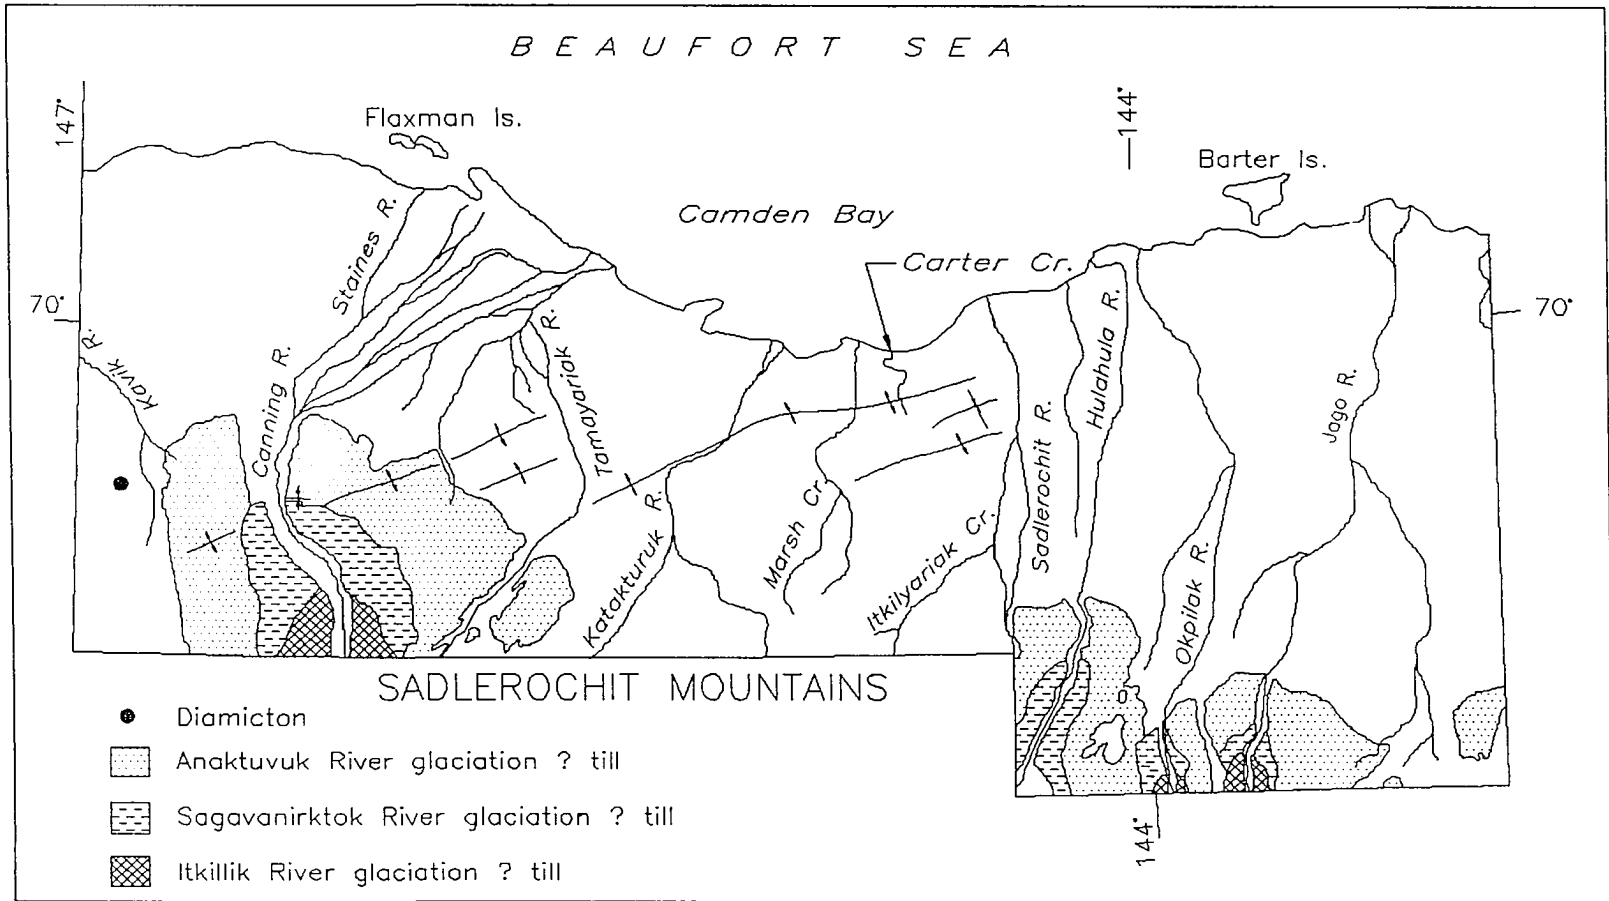 BEAUFORT SEA
147°
Flaxman Is.
144°
Barter Is.
Staines R.
Camden Bay
Carter Cr.
70°
70°
Kavik R.
Canning R.
Tamayariak R.
Hulahula R.
Jago R.
Sadlerochit R.
Katakturuk R.
Marsh Cr.
Itkilyariak Cr.
Okpilak R.
SADLEROCHIT MOUNTAINS
Diamicton
Anaktuvuk River glaciation ? till
Sagavanirktok River glaciation ? till
Itkillik River glaciation ? till
144°